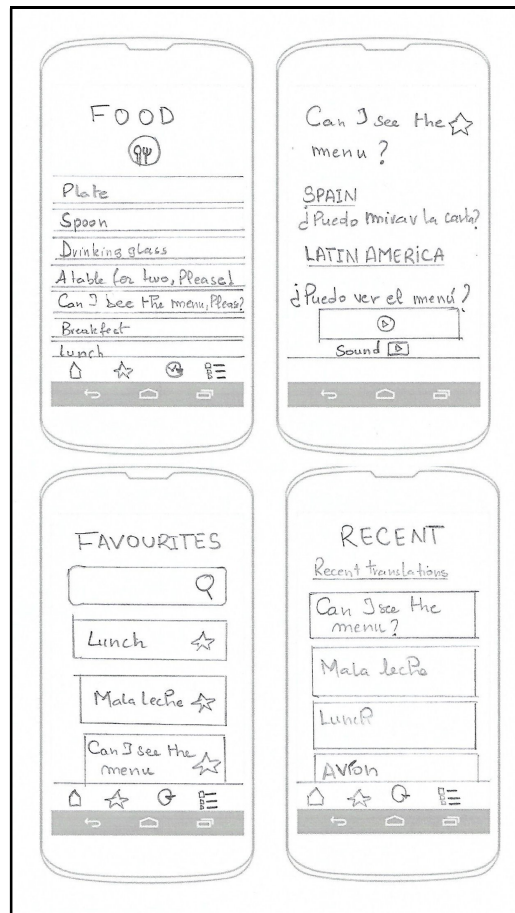 FOOD
Plate
Spoon
Drinking glass
A table for two, Please!
Can I see the menu, Please?
Breakfast
Lunch
Can I see the
menu ?
SPAIN
¿Puedo mirar la carta?
LATIN AMERICA
¿Puedo ver el menú?
Sound
FAVOURITES
Lunch
Mala leche
Can I see the
menu
RECENT
Recent translations
Can I see the
menu?
Mala leche
Lunch
Avion